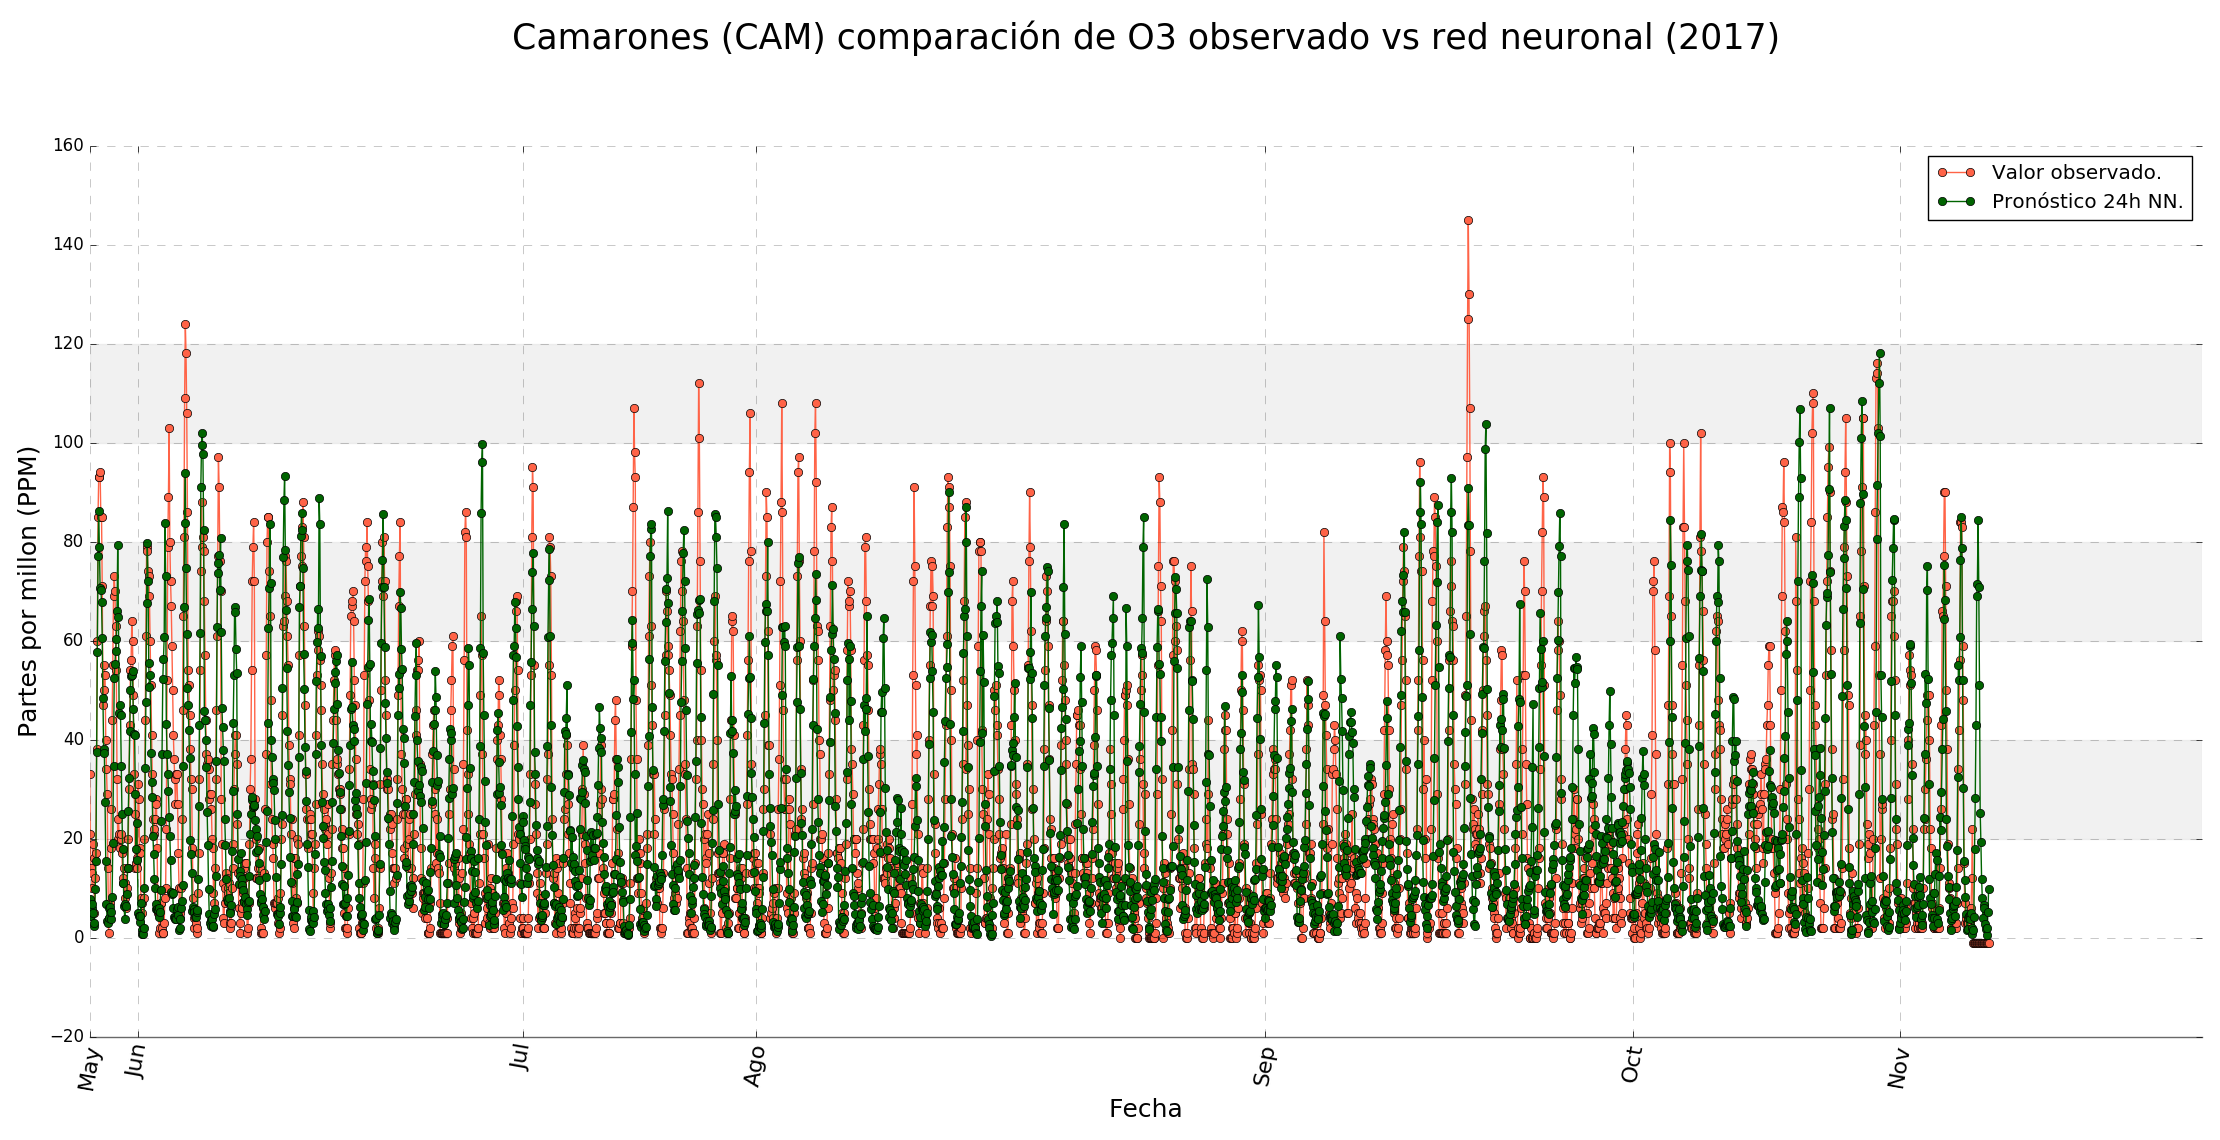 Camarones (CAM) comparación de O3 observado vs red neuronal (2017)
Valor observado.
Pronóstico 24h NN.
160
140
120
100
80
60
40
20
0
−20
Partes por millon (PPM)
May
Jun
Jul
Ago
Sep
Oct
Nov
Fecha